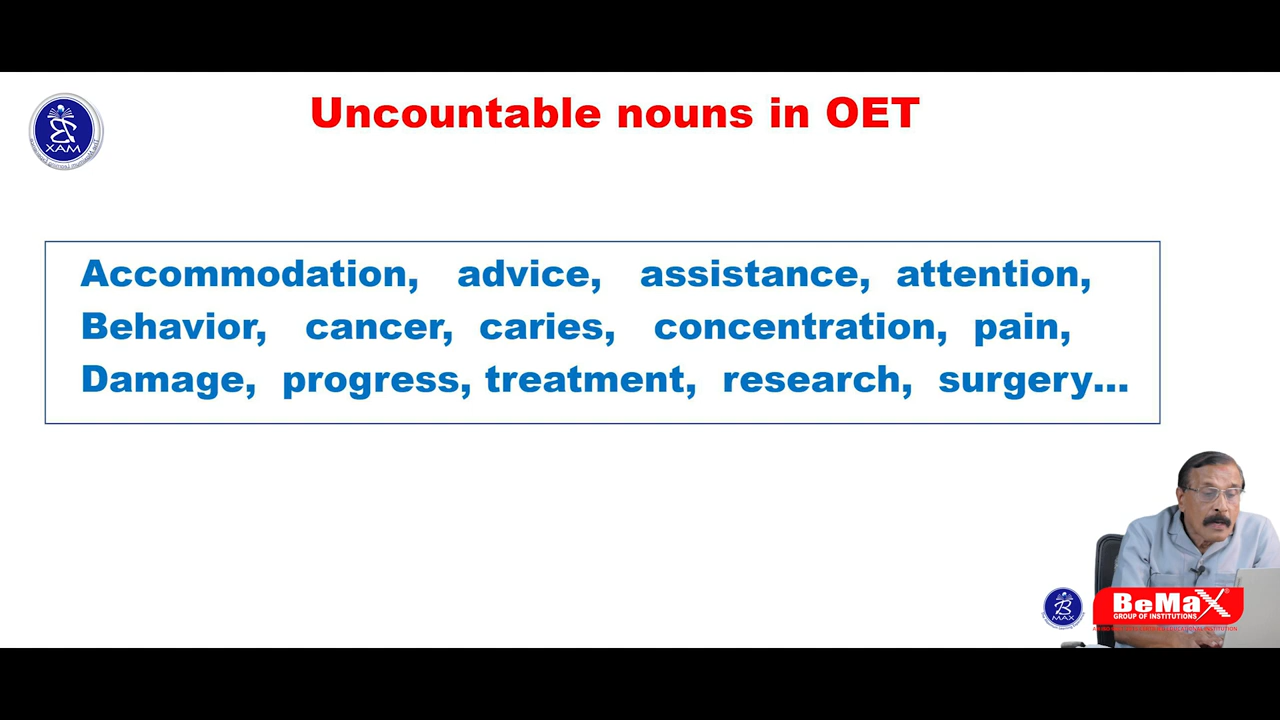 Uncountable nouns in OET
XAM
Accommodation, advice, assistance, attention,
Behavior, cancer, caries, concentration, pain,
Damage, progress, treatment, research, surgery...
BeMax
GROUP OF INSTITUTIONS
B
MAX